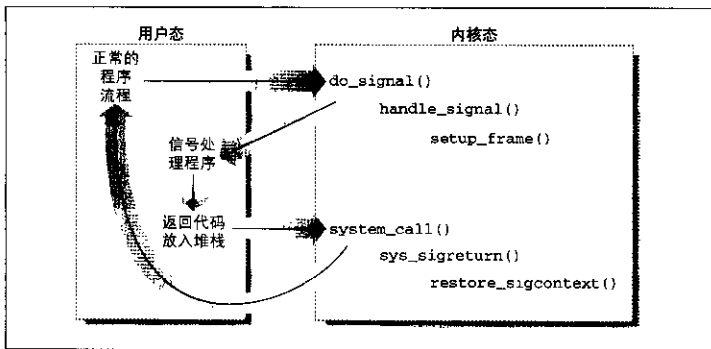 用户态
内核态
正常的
程序
流程
do_signal()
handle_signal()
setup_frame()
信号处
理程序
返回代码
放入堆栈
system_call()
sys_sigreturn()
restore_sigcontext()